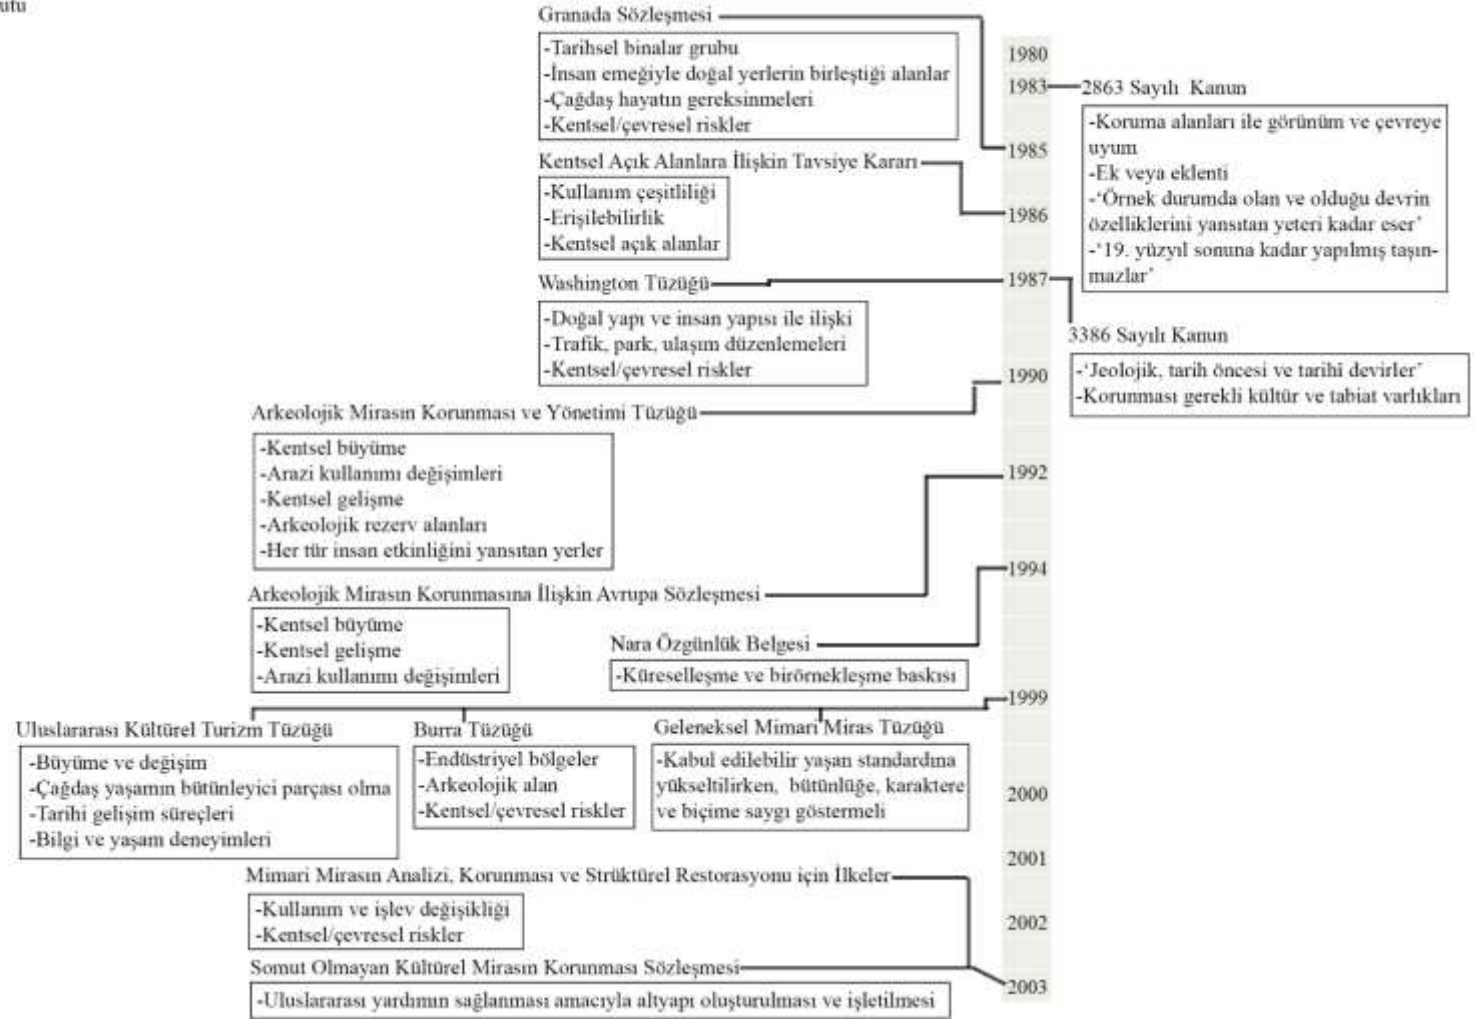 utu
Granada Sözleşmesi
-Tarihsel binalar grubu
-İnsan emeğiyle doğal yerlerin birleştiği alanlar
-Çağdaş hayatın gereksinmeleri
-Kentsel/çevresel riskler
Kentsel Açık Alanlara İlişkin Tavsiye Kararı
-Kullanım çeşitliliği
-Erişilebilirlik
-Kentsel açık alanlar
Washington Tüzüğü
-Doğal yapı ve insan yapısı ile ilişki
-Trafik, park, ulaşım düzenlemeleri
-Kentsel/çevresel riskler
Arkeolojik Mirasın Korunması ve Yönetimi Tüzüğü
-Kentsel büyüme
-Arazi kullanımı değişimleri
-Kentsel gelişme
-Arkeolojik rezerv alanları
-Her tür insan etkinliğini yansıtan yerler
Arkeolojik Mirasın Korunmasına İlişkin Avrupa Sözleşmesi
-Kentsel büyüme
-Kentsel gelişme
-Arazi kullanımı değişimleri
Nara Özgünlük Belgesi
-Küreselleşme ve birörnekleşme baskısı
Uluslararası Kültürel Turizm Tüzüğü
-Büyüme ve değişim
-Çağdaş yaşamın bütünleyici parçası olma
-Tarihi gelişim süreçleri
-Bilgi ve yaşam deneyimleri
Burra Tüzüğü
-Endüstriyel bölgeler
-Arkeolojik alan
-Kentsel/çevresel riskler
Geleneksel Mimari Miras Tüzüğü
-Kabul edilebilir yaşan standardına
yükseltilirken, bütünlüğe, karaktere
ve biçime saygı göstermeli
Mimari Mirasın Analizi, Korunması ve Strüktürel Restorasyonu için İlkeler
-Kullanım ve işlev değişikliği
-Kentsel/çevresel riskler
Somut Olmayan Kültürel Mirasın Korunması Sözleşmesi
-Uluslararası yardımın sağlanması amacıyla altyapı oluşturulması ve işletilmesi
1980
1983
1985
1986
1987
1990
1992
1994
1999
2000
2001
2002
2003
2863 Sayılı Kanun
-Koruma alanları ile görünüm ve çevreye
uyum
-Ek veya eklenti
-‘Örnek durumda olan ve olduğu devrin
özelliklerini yansıtan yeteri kadar eser’
-‘19. yüzyıl sonuna kadar yapılmış taşın-
mazlar’
3386 Sayılı Kanun
-‘Jeolojik, tarih öncesi ve tarihî devirler’
-Korunması gerekli kültür ve tabiat varlıkları